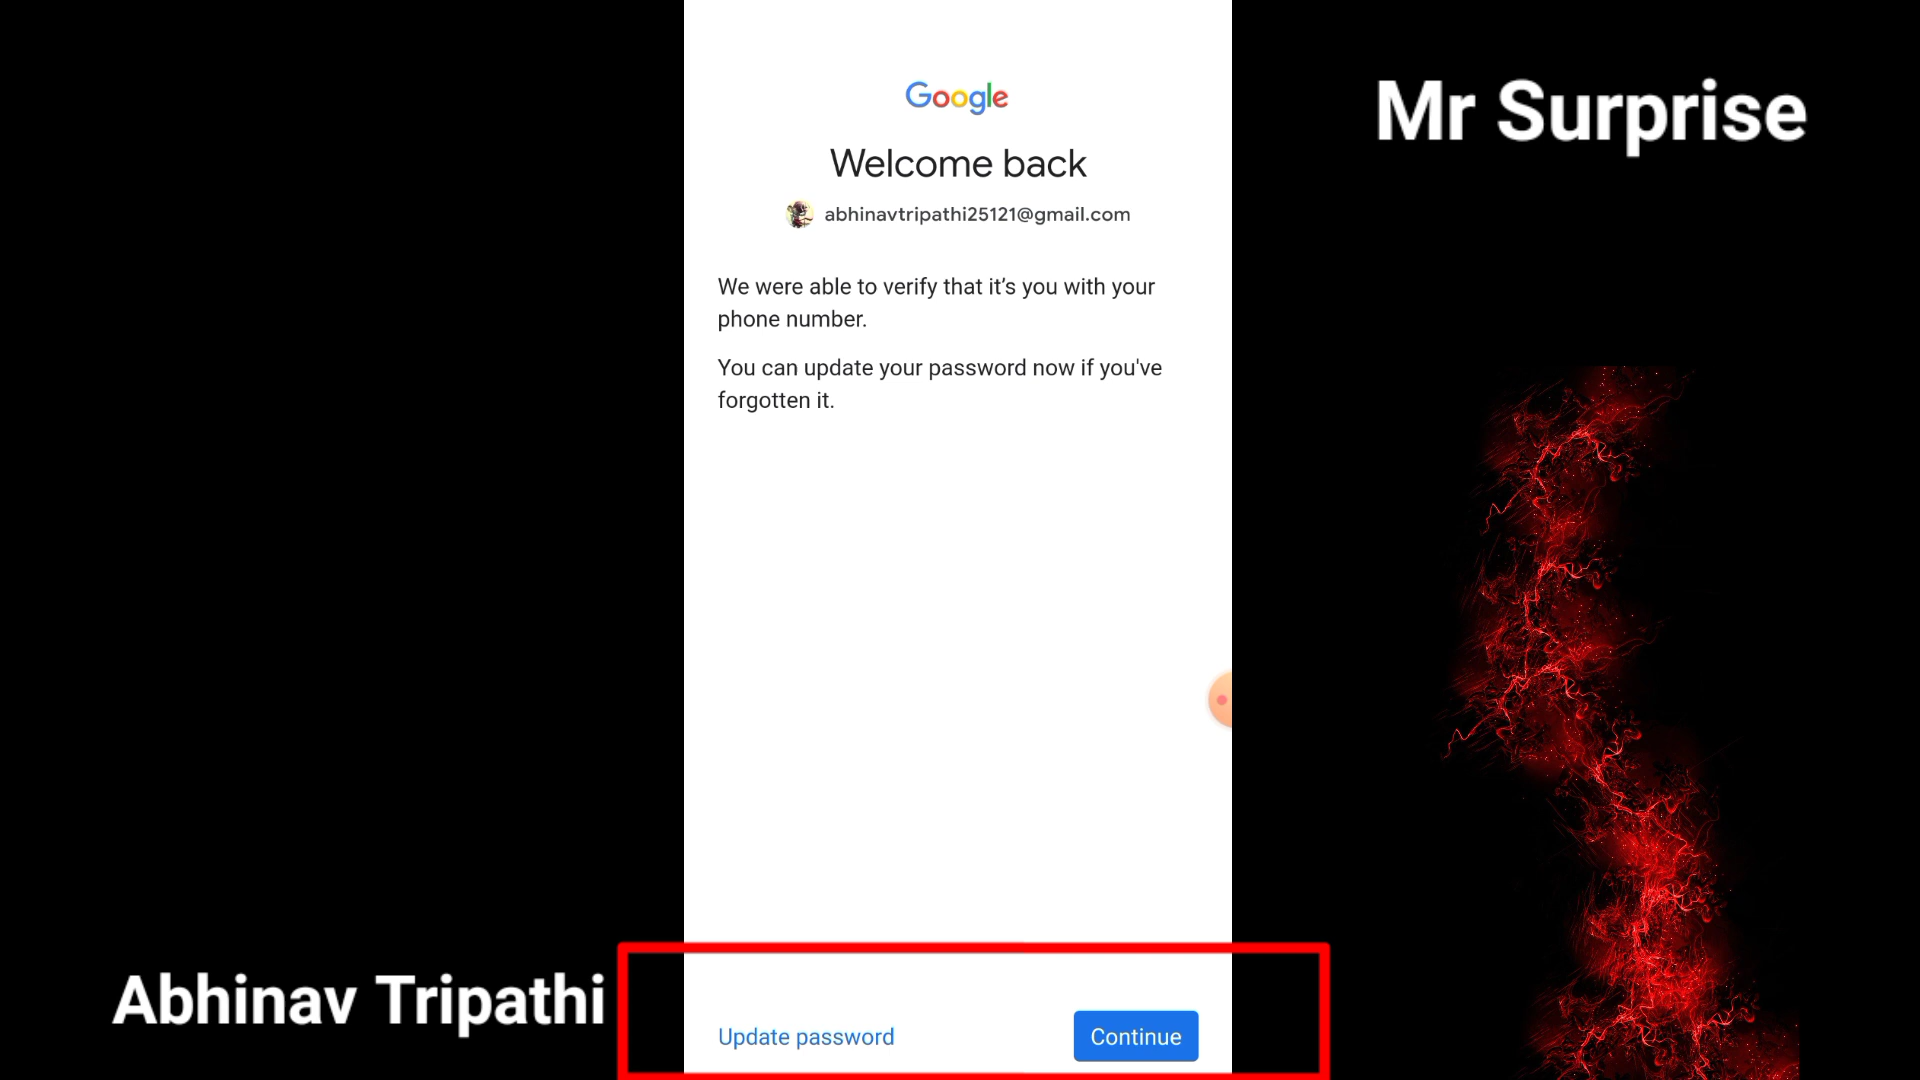 Google
Mr Surprise
Welcome back
abhinavtripathi25121@gmail.com
We were able to verify that it’s you with your
phone number.
You can update your password now if you've
forgotten it.
Abhinav Tripathi
Update password
Continue